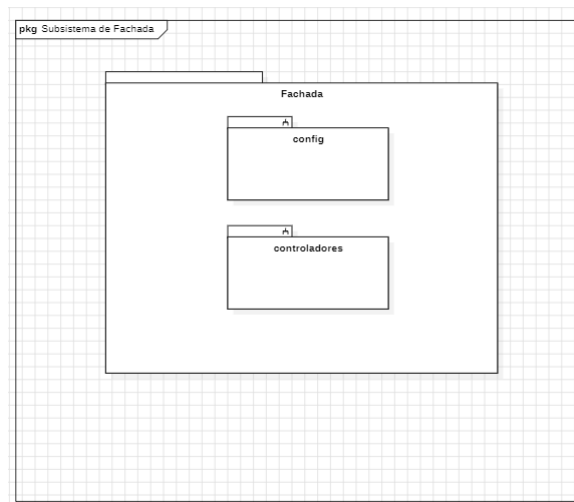 pkg Subsistema de Fachada
Fachada
config
controladores